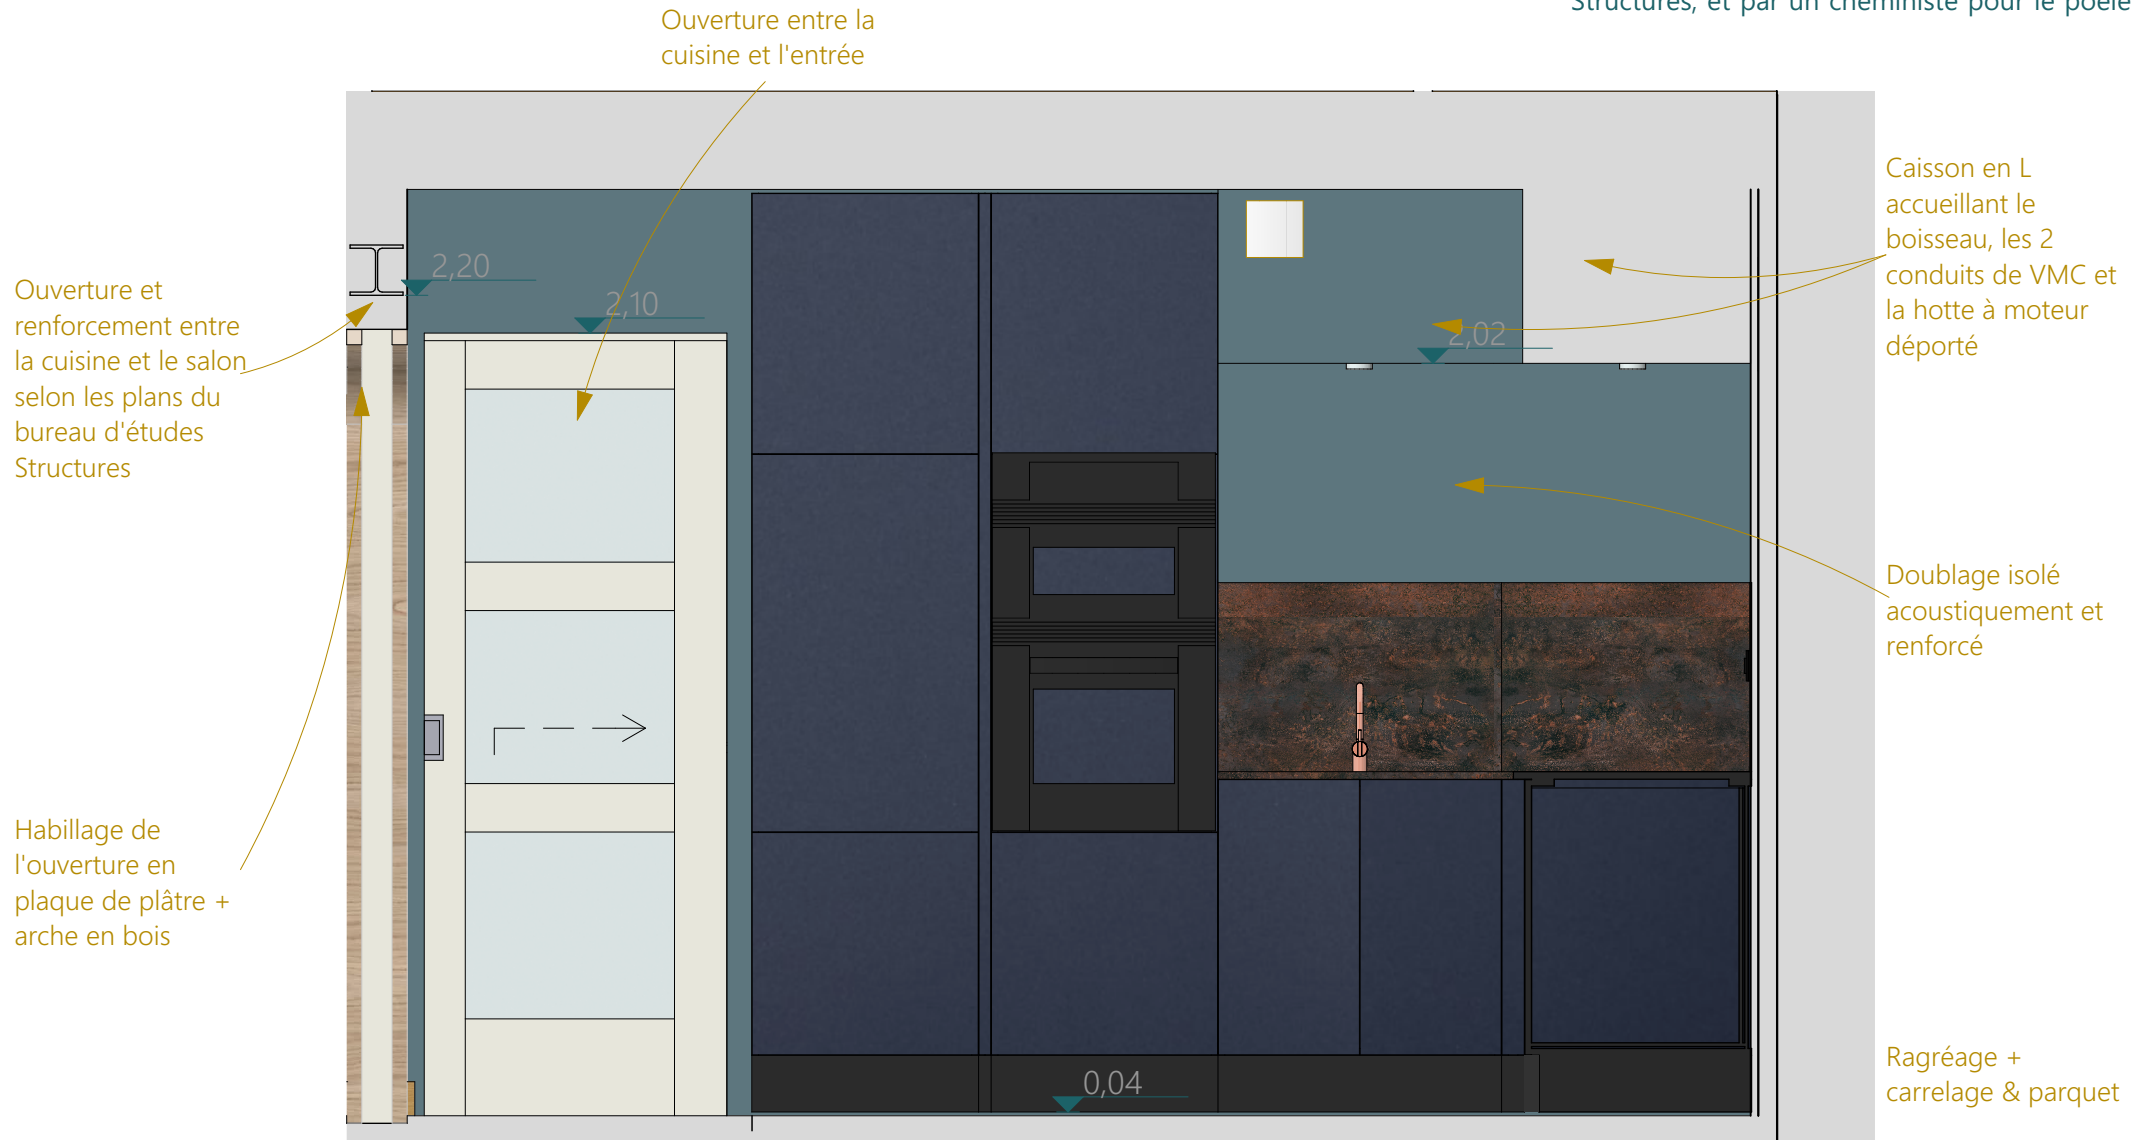 Structures, et par un cheministe pour le poêle
Ouverture entre la
cuisine et l'entrée
Caisson en L
accueillant le
boisseau, les 2
conduits de VMC et
la hotte à moteur
déporté
2,20
2,10
2,02
Ouverture et
renforcement entre
la cuisine et le salon
selon les plans du
bureau d'études
Structures
Doublage isolé
acoustiquement et
renforcé
Habillage de
l'ouverture en
plaque de plâtre +
arche en bois
Ragréage +
carrelage & parquet
0,04